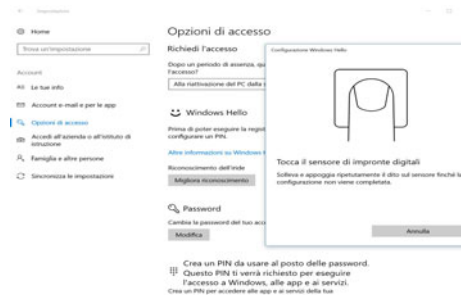 Impostazioni
Home
Trova un'impostazione
Account
Le tue info
Account e-mail e per le app
Opzioni di accesso
Accedi all'azienda o all'istituto di
istruzione
Famiglia e altre persone
Sincronizza le impostazioni
Opzioni di accesso
Richiedi l'accesso
Dopo un periodo di assenza, qu
l'accesso?
Alla riattivazione del PC dalla s
Windows Hello
Prima di poter eseguire la regist
configurare un PIN.
Altre informazioni su Windows H
Riconoscimento dell'iride
Migliora riconoscimento
Password
Cambia la password del tuo acc
Modifica
Crea un PIN da usare al posto delle password.
Questo PIN ti verrà richiesto per eseguire
l'accesso a Windows, alle app e ai servizi.
Crea un PIN per accedere alle app e ai servizi della tua
Configurazione Windows Hello
Tocca il sensore di impronte digitali
Solleva e appoggia ripetutamente il dito sul sensore finché la
configurazione non viene completata.
Annulla